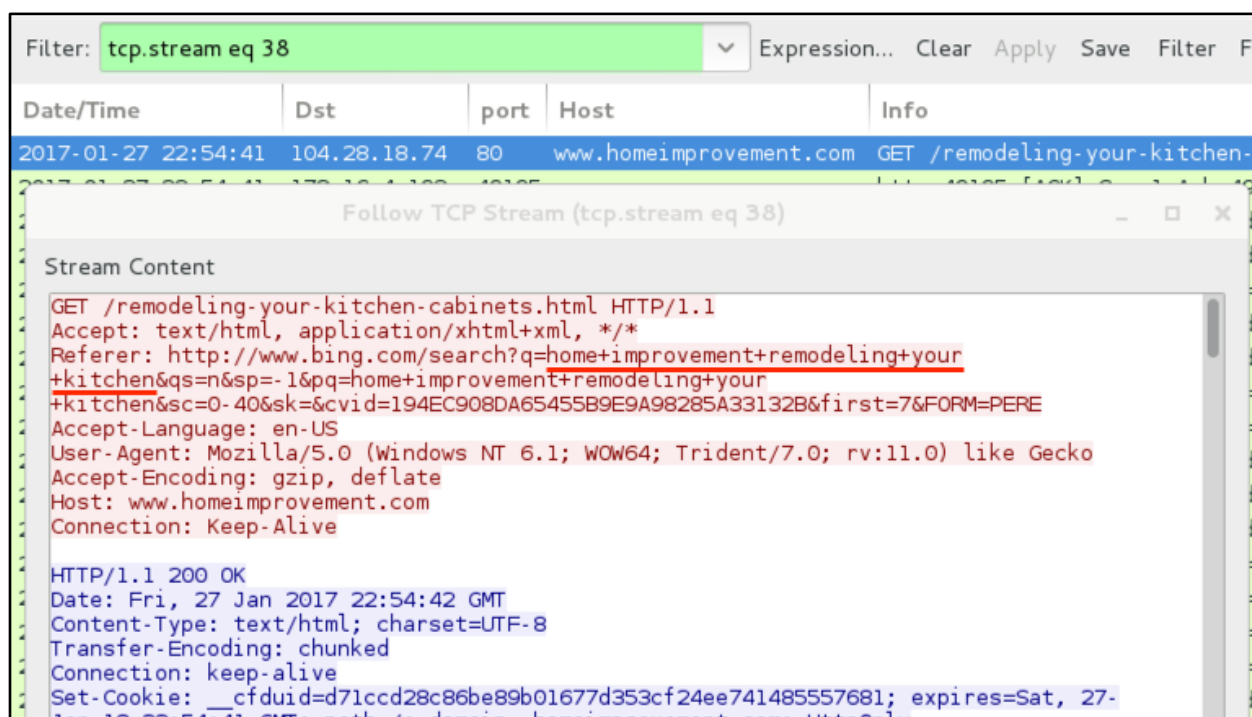 Filter: tcp.stream eq 38 Expression... Clear Apply Save Filter F
Date/Time Dst port Host Info
2017-01-27 22:54:41 104.28.18.74 80 www.homeimprovement.com GET /remodeling-your-kitchen-
Follow TCP Stream (tcp.stream eq 38)
Stream Content
GET /remodeling-your-kitchen-cabinets.html HTTP/1.1
Accept: text/html, application/xhtml+xml, */*
Referer: http://www.bing.com/search?q=home+improvement+remodeling+your
+kitchen&qs=n&sp=-1&pq=home+improvement+remodeling+your
+kitchen&sc=0-40&sk=&cvid=194EC908DA65455B9E9A98285A33132B&first=7&FORM=PERE
Accept-Language: en-US
User-Agent: Mozilla/5.0 (Windows NT 6.1; WOW64; Trident/7.0; rv:11.0) like Gecko
Accept-Encoding: gzip, deflate
Host: www.homeimprovement.com
Connection: Keep-Alive
HTTP/1.1 200 OK
Date: Fri, 27 Jan 2017 22:54:42 GMT
Content-Type: text/html; charset=UTF-8
Transfer-Encoding: chunked
Connection: keep-alive
Set-Cookie: __cfduid=d71ccd28c86be89b01677d353cf24ee741485557681; expires=Sat, 27-